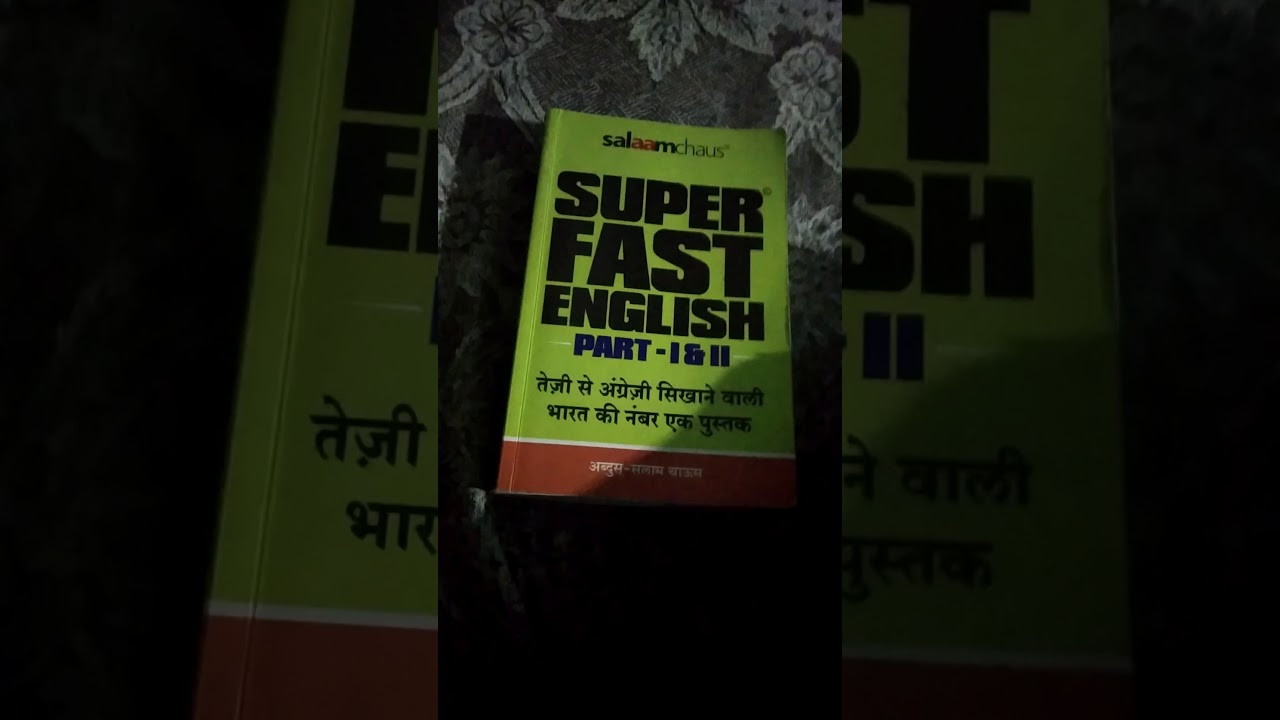 salaamchaus®
SUPER®
FAST
ENGLISH
PART - I & II
तेज़ी से अंग्रेज़ी सिखाने वाली
भारत की नंबर एक पुस्तक
अब्दुस-सलाम चाऊस